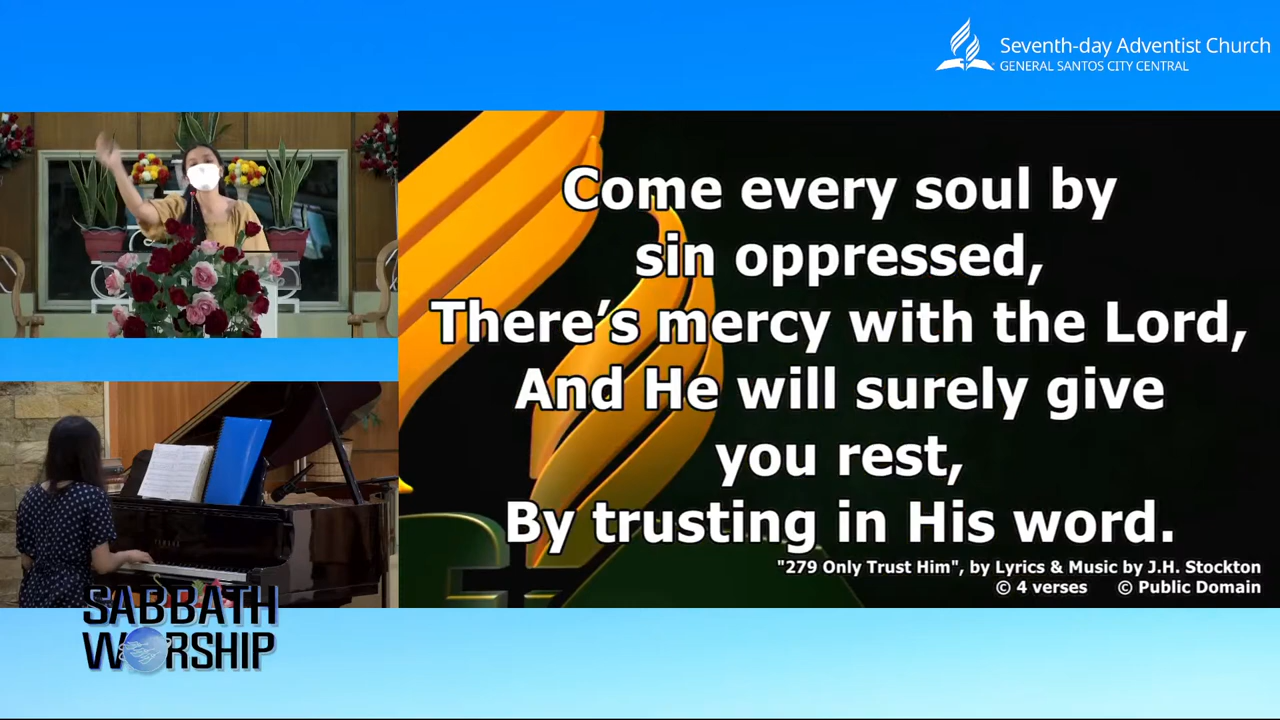 Seventh-day Adventist Church
GENERAL SANTOS CITY CENTRAL
Come every soul by
sin oppressed,
There’s mercy with the Lord,
And He will surely give
you rest,
By trusting in His word.
"279 Only Trust Him", by Lyrics & Music by J.H. Stockton
© 4 verses © Public Domain
YAMAHA
SABBATH
WORSHIP